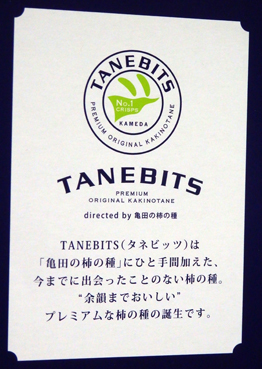 TANEBITS
No.1
CRISPS
KAMEDA
PREMIUM ORIGINAL KAKINOTANE
TANEBITS
PREMIUM
ORIGINAL KAKINOTANE
directed by 亀田の柿の種
TANEBITS(タネビッツ)は
「亀田の柿の種」にひと手間加えた、
今までに出会ったことのない柿の種。
“余韻までおいしい”
プレミアムな柿の種の誕生です。